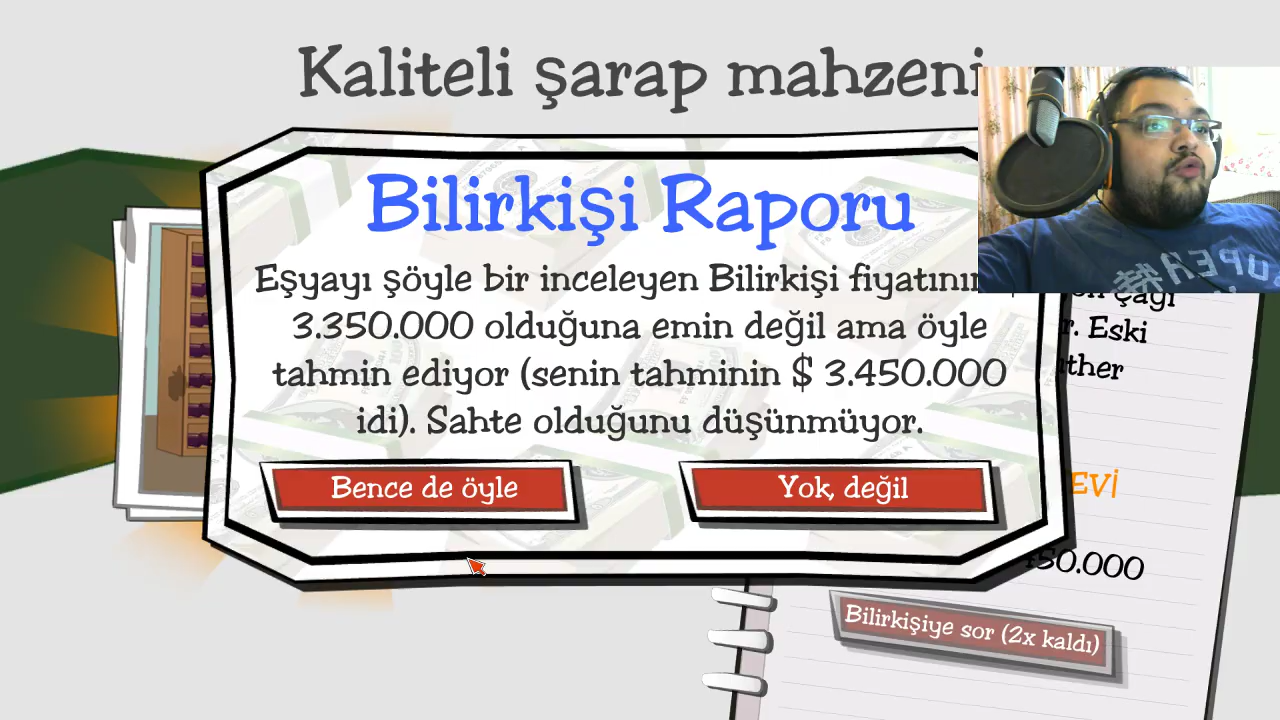 Kaliteli şarap mahzeni
Bilirkişi Raporu
Eşyayı şöyle bir inceleyen Bilirkişi
3.350.000 olduğuna emin değil ama öyle
tahmin ediyor (senin tahminin $ 3.450.000
idi). Sahte olduğunu düşünmüyor.
Bence de öyle
Yok, değil
çağı
Eski
Bilirkişiye sor (2x kaldı)